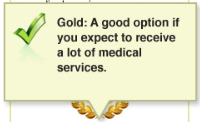 Gold: A good option if
you expect to receive
a lot of medical
services.